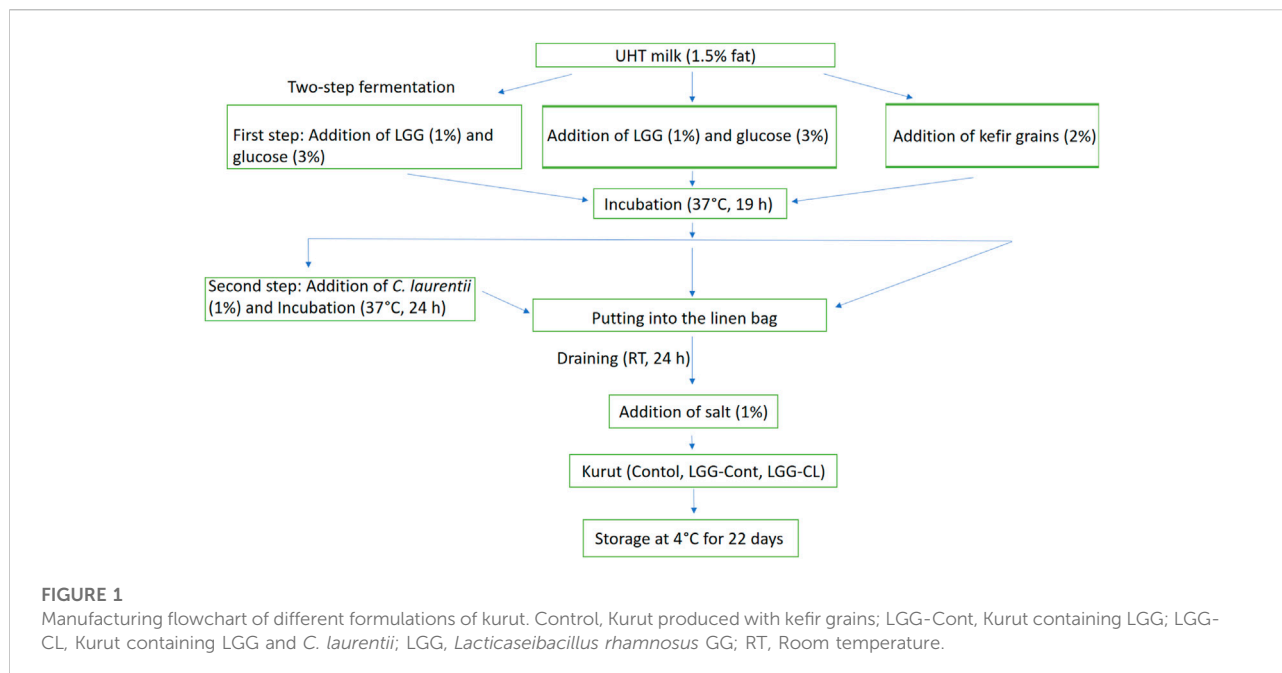 UHT milk (1.5% fat)
Two-step fermentation
First step: Addition of LGG (1%) and
glucose (3%)
Addition of LGG (1%) and glucose (3%)
Addition of kefir grains (2%)
Incubation (37°C, 19 h)
Second step: Addition of C. laurentii
(1%) and Incubation (37°C, 24 h)
Putting into the linen bag
Draining (RT, 24 h)
Addition of salt (1%)
Kurut (Contol, LGG-Cont, LGG-CL)
Storage at 4°C for 22 days
FIGURE 1
Manufacturing flowchart of different formulations of kurut. Control, Kurut produced with kefir grains; LGG-Cont, Kurut containing LGG; LGG-
CL, Kurut containing LGG and C. laurentii; LGG, Lacticaseibacillus rhamnosus GG; RT, Room temperature.